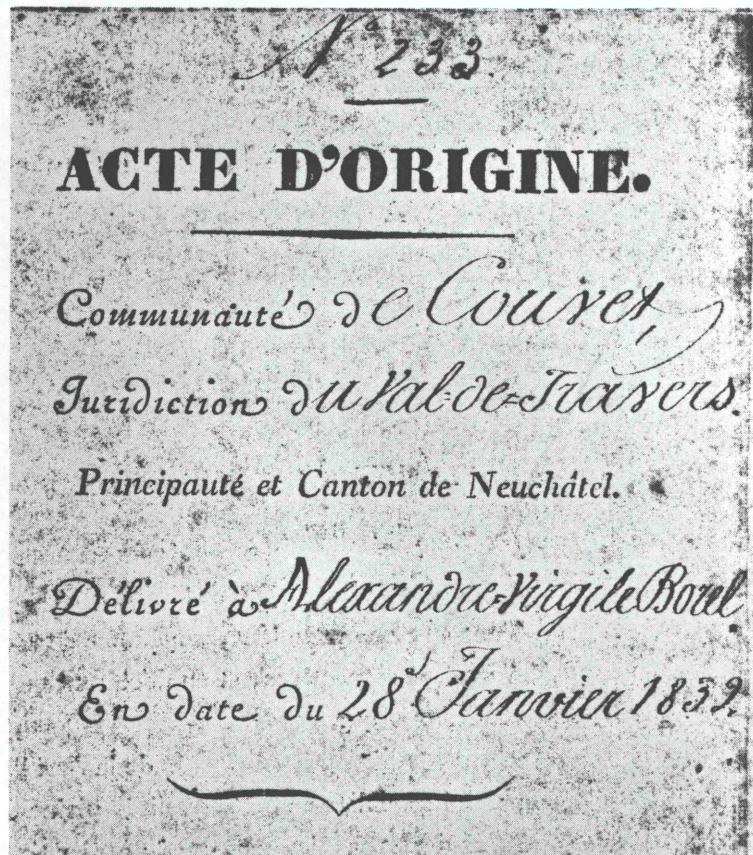 N° 233
ACTE D'ORIGINE.
Communauté de Couvet,
Juridiction du Val-de-Travers.
Principauté et Canton de Neuchâtel.
Délivré à Alexandre-Virgile Borel
En date du 28 Janvier 1832